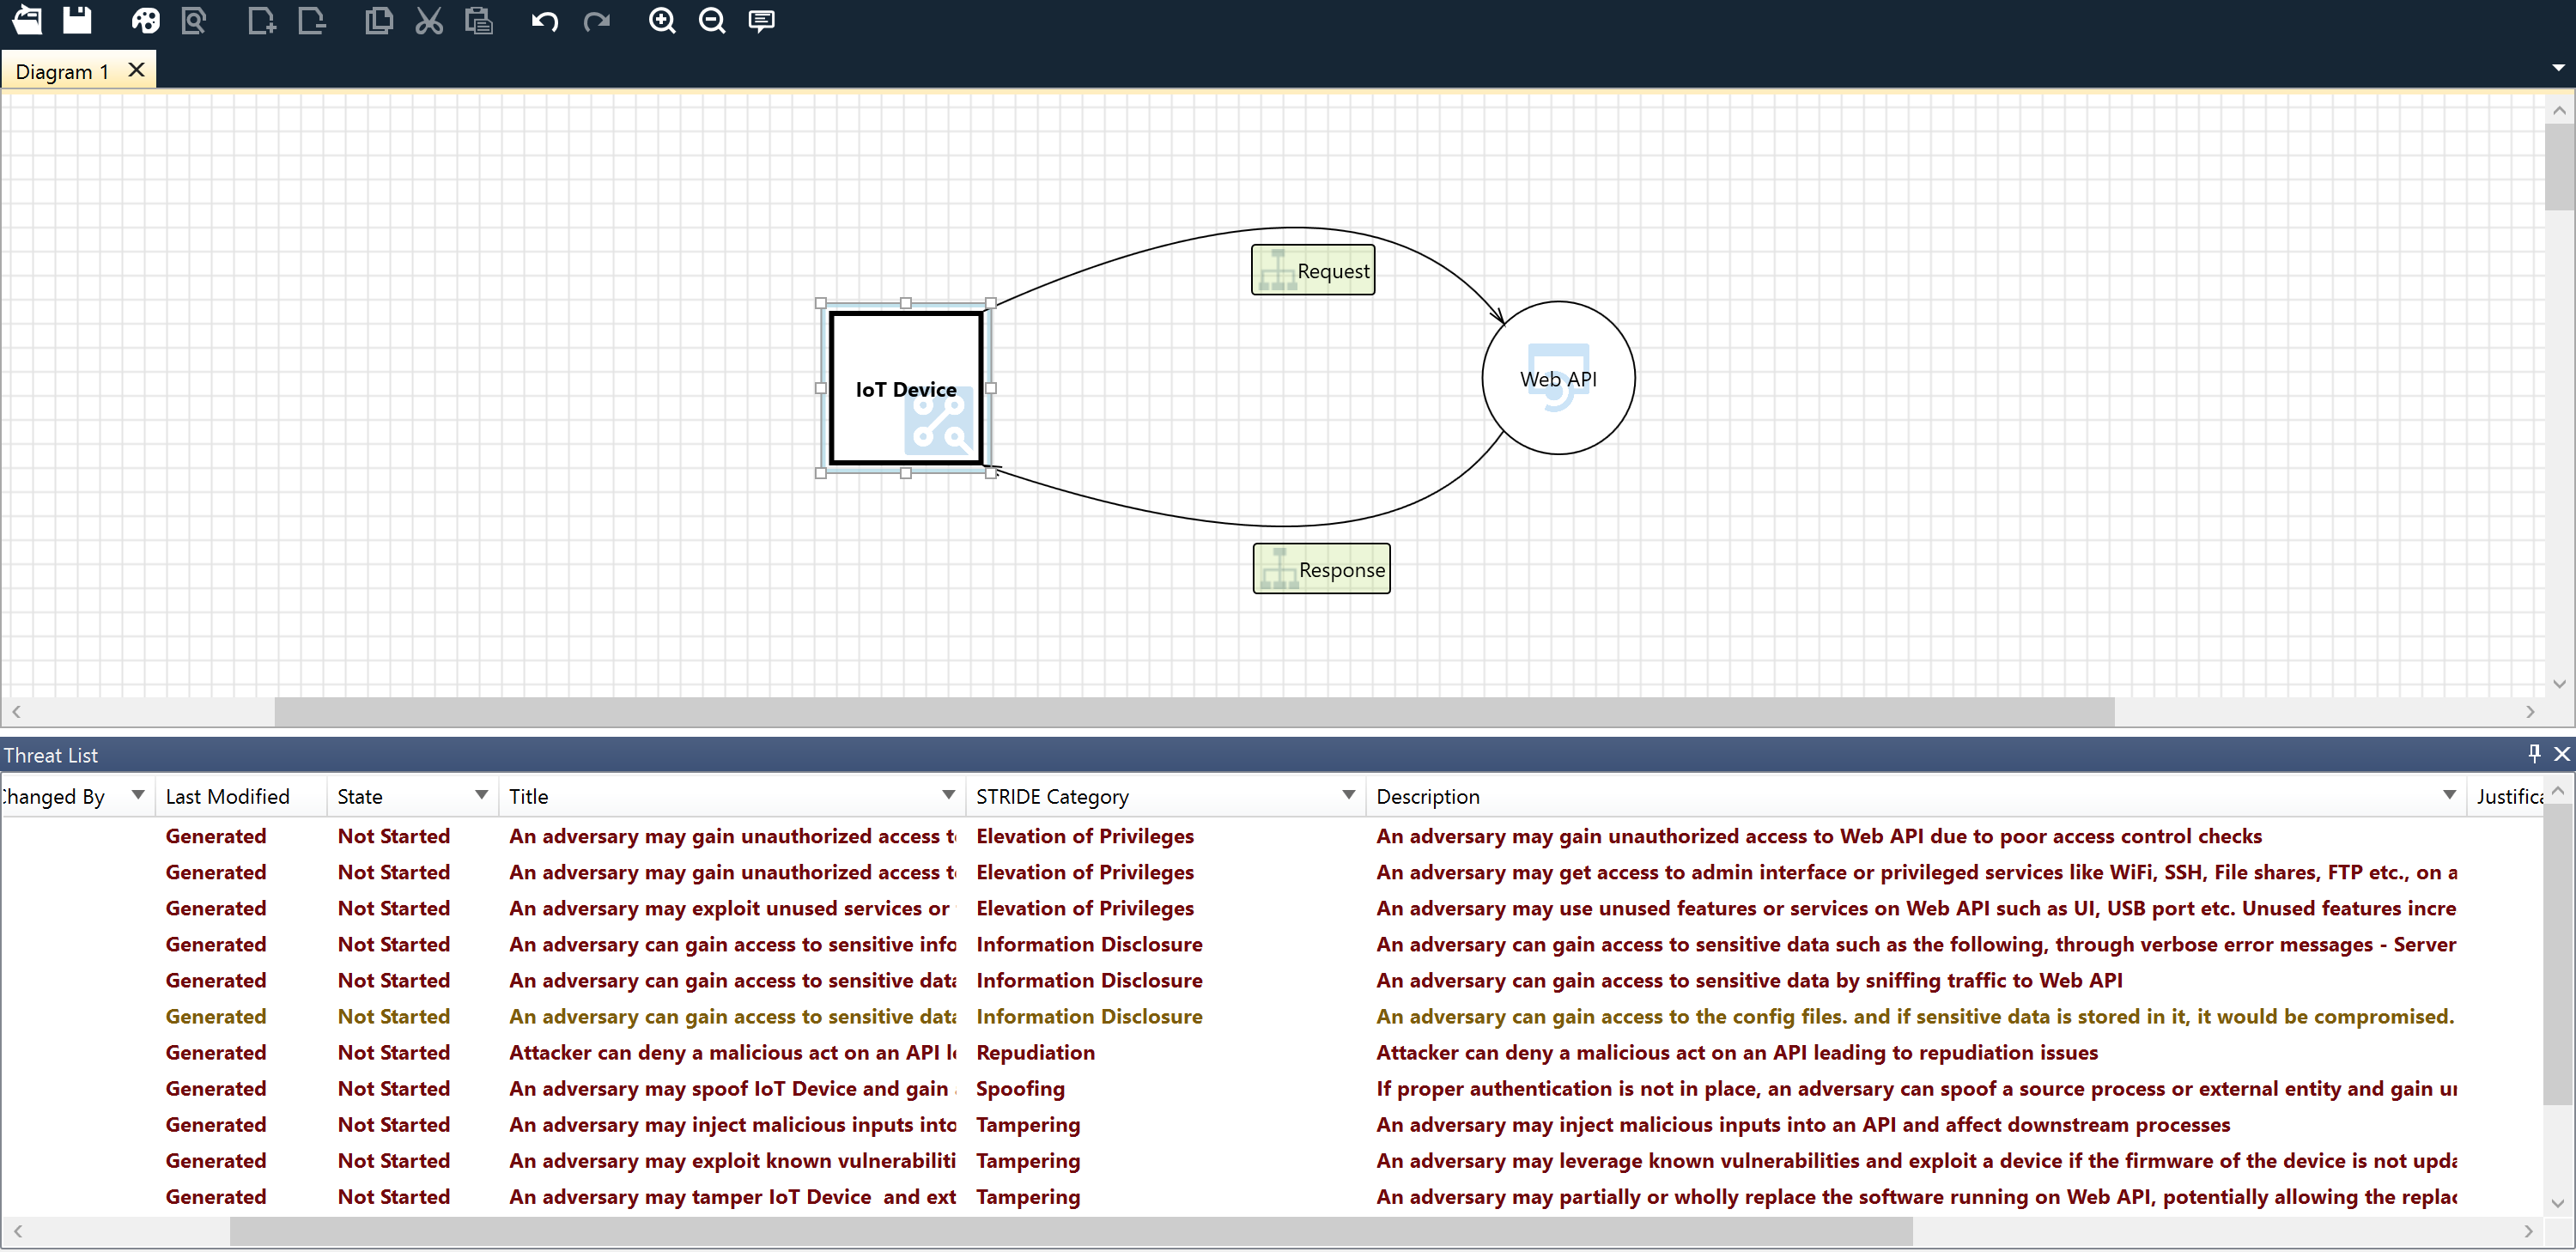 Diagram 1
Request
IoT Device
Web API
Response
Threat List
Changed By Last Modified State Title STRIDE Category Description
Generated Not Started An adversary may gain unauthorized access Elevation of Privileges An adversary may gain unauthorized access to Web API due to poor access control checks
Generated Not Started An adversary may gain unauthorized access Elevation of Privileges An adversary may get access to admin interface or privileged services like WiFi, SSH, File shares, FTP etc., on a
Generated Not Started An adversary may exploit unused services or Elevation of Privileges An adversary may use unused features or services on Web API such as UI, USB port etc. Unused features incre
Generated Not Started An adversary can gain access to sensitive info Information Disclosure An adversary can gain access to sensitive data such as the following, through verbose error messages - Server
Generated Not Started An adversary can gain access to sensitive data Information Disclosure An adversary can gain access to sensitive data by sniffing traffic to Web API
Generated Not Started An adversary can gain access to sensitive data Information Disclosure An adversary can gain access to the config files. and if sensitive data is stored in it, it would be compromised.
Generated Not Started Attacker can deny a malicious act on an API Repudiation Attacker can deny a malicious act on an API leading to repudiation issues
Generated Not Started An adversary may spoof IoT Device and gain Spoofing If proper authentication is not in place, an adversary can spoof a source process or external entity and gain
Generated Not Started An adversary may inject malicious inputs into Tampering An adversary may inject malicious inputs into an API and affect downstream processes
Generated Not Started An adversary may exploit known vulnerabiliti Tampering An adversary may leverage known vulnerabilities and exploit a device if the firmware of the device is not
Generated Not Started An adversary may tamper IoT Device and ext Tampering An adversary may partially or wholly replace the software running on Web API, potentially allowing the